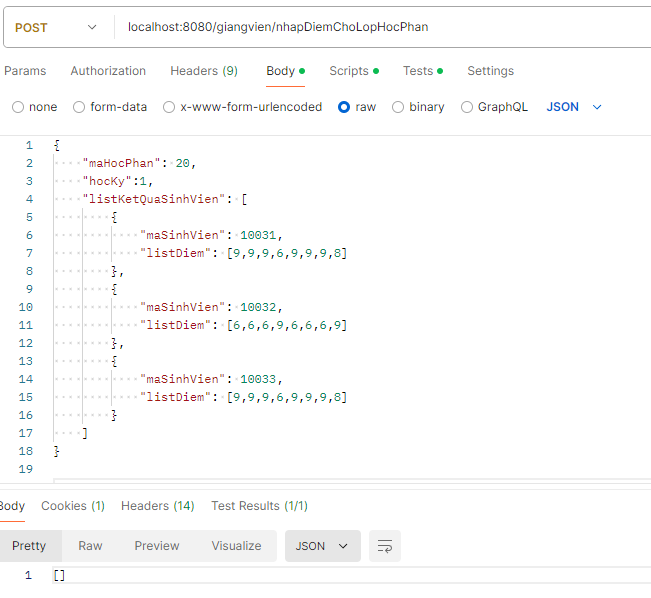 POST localhost:8080/giangvien/nhapDiemChoLopHocPhan
Params Authorization Headers (9) Body Scripts Tests Settings
none form-data x-www-form-urlencoded raw binary GraphQL JSON
1 {
2 "maHocPhan": 20,
3 "hocKy":1,
4 "listKetQuaSinhVien": [
5 {
6 "maSinhVien": 10031,
7 "listDiem": [9,9,9,6,9,9,9,8]
8 },
9 {
10 "maSinhVien": 10032,
11 "listDiem": [6,6,6,9,6,6,6,9]
12 },
13 {
14 "maSinhVien": 10033,
15 "listDiem": [9,9,9,6,9,9,9,8]
16 }
17 ]
18 }
19
Body Cookies (1) Headers (14) Test Results (1/1)
Pretty Raw Preview Visualize JSON
1 []